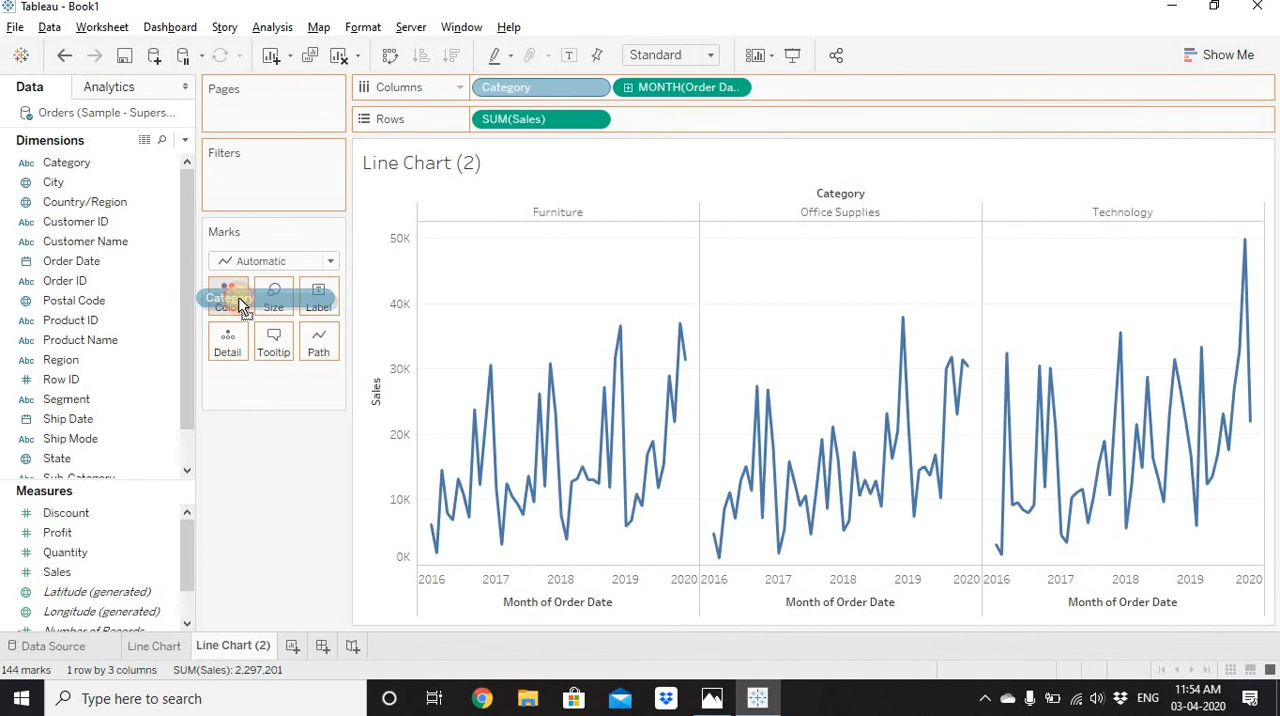 Tableau - Book1
File Data Worksheet Dashboard Story Analysis Map Format Server Window Help
Standard
Show Me
Data Analytics
Pages
Columns Category MONTH(Order Da..
Orders (Sample - Supers...
Rows SUM(Sales)
Dimensions
Filters
Line Chart (2)
Category
City
Country/Region
Customer ID
Customer Name
Order Date
Order ID
Postal Code
Product ID
Product Name
Region
Row ID
Segment
Ship Date
Ship Mode
State
Sub-Category
Measures
Discount
Profit
Quantity
Sales
Latitude (generated)
Longitude (generated)
Number of Records
Marks
Automatic
Category
Color Size Label
Detail Tooltip Path
Category
Furniture Office Supplies Technology
50K
40K
30K
20K
10K
0K
Sales
2016 2017 2018 2019 2020 2016 2017 2018 2019 2020 2016 2017 2018 2019 2020
Month of Order Date Month of Order Date Month of Order Date
Data Source Line Chart Line Chart (2)
144 marks 1 row by 3 columns SUM(Sales): 2,297,201
Type here to search
ENG
11:54 AM
03-04-2020